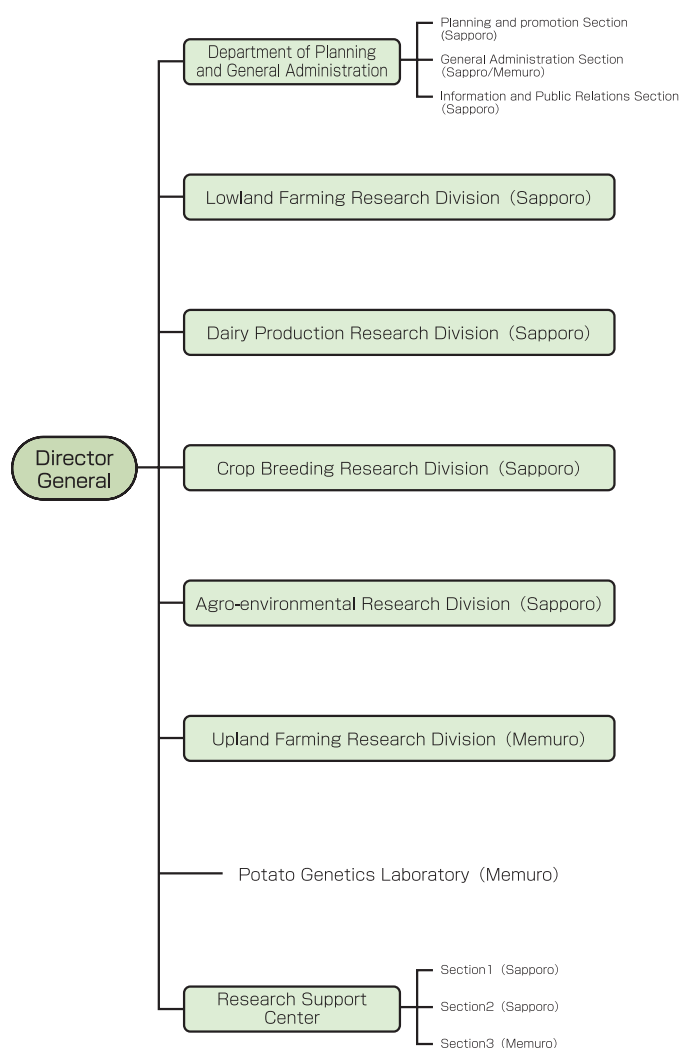 Planning and promotion Section
(Sapporo)
Department of Planning
and General Administration
General Administration Section
(Sappro/Memuro)
Information and Public Relations Section
(Sapporo)
Lowland Farming Research Division (Sapporo)
Dairy Production Research Division (Sapporo)
Director
General
Crop Breeding Research Division (Sapporo)
Agro-environmental Research Division (Sapporo)
Upland Farming Research Division (Memuro)
Potato Genetics Laboratory (Memuro)
Research Support
Center
Section1 (Sapporo)
Section2 (Sapporo)
Section3 (Memuro)